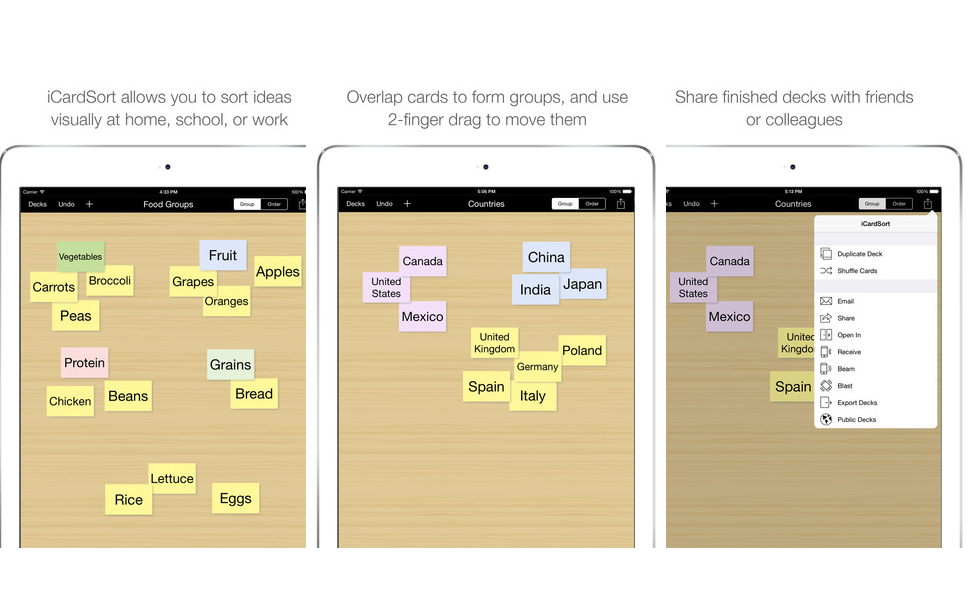 iCardSort allows you to sort ideas
visually at home, school, or work
Carrier
4:33 PM
100%
Decks
Undo
+
Food Groups
Group
Order
Vegetables
Carrots
Broccoli
Peas
Fruit
Grapes
Apples
Oranges
Protein
Chicken
Beans
Grains
Bread
Lettuce
Rice
Eggs
Overlap cards to form groups, and use
2-finger drag to move them
Carrier
5:06 PM
100%
Decks
Undo
+
Countries
Group
Order
Canada
United
States
Mexico
China
India
Japan
United
Kingdom
Poland
Germany
Spain
Italy
Share finished decks with friends
or colleagues
5:13 PM
100%
ks
Undo
+
Countries
Group
Order
Canada
United
States
Mexico
Unite
Kingdo
Spain
iCardSort
Duplicate Deck
Shuffle Cards
Email
Share
Open In
Receive
Beam
Blast
Export Decks
Public Decks